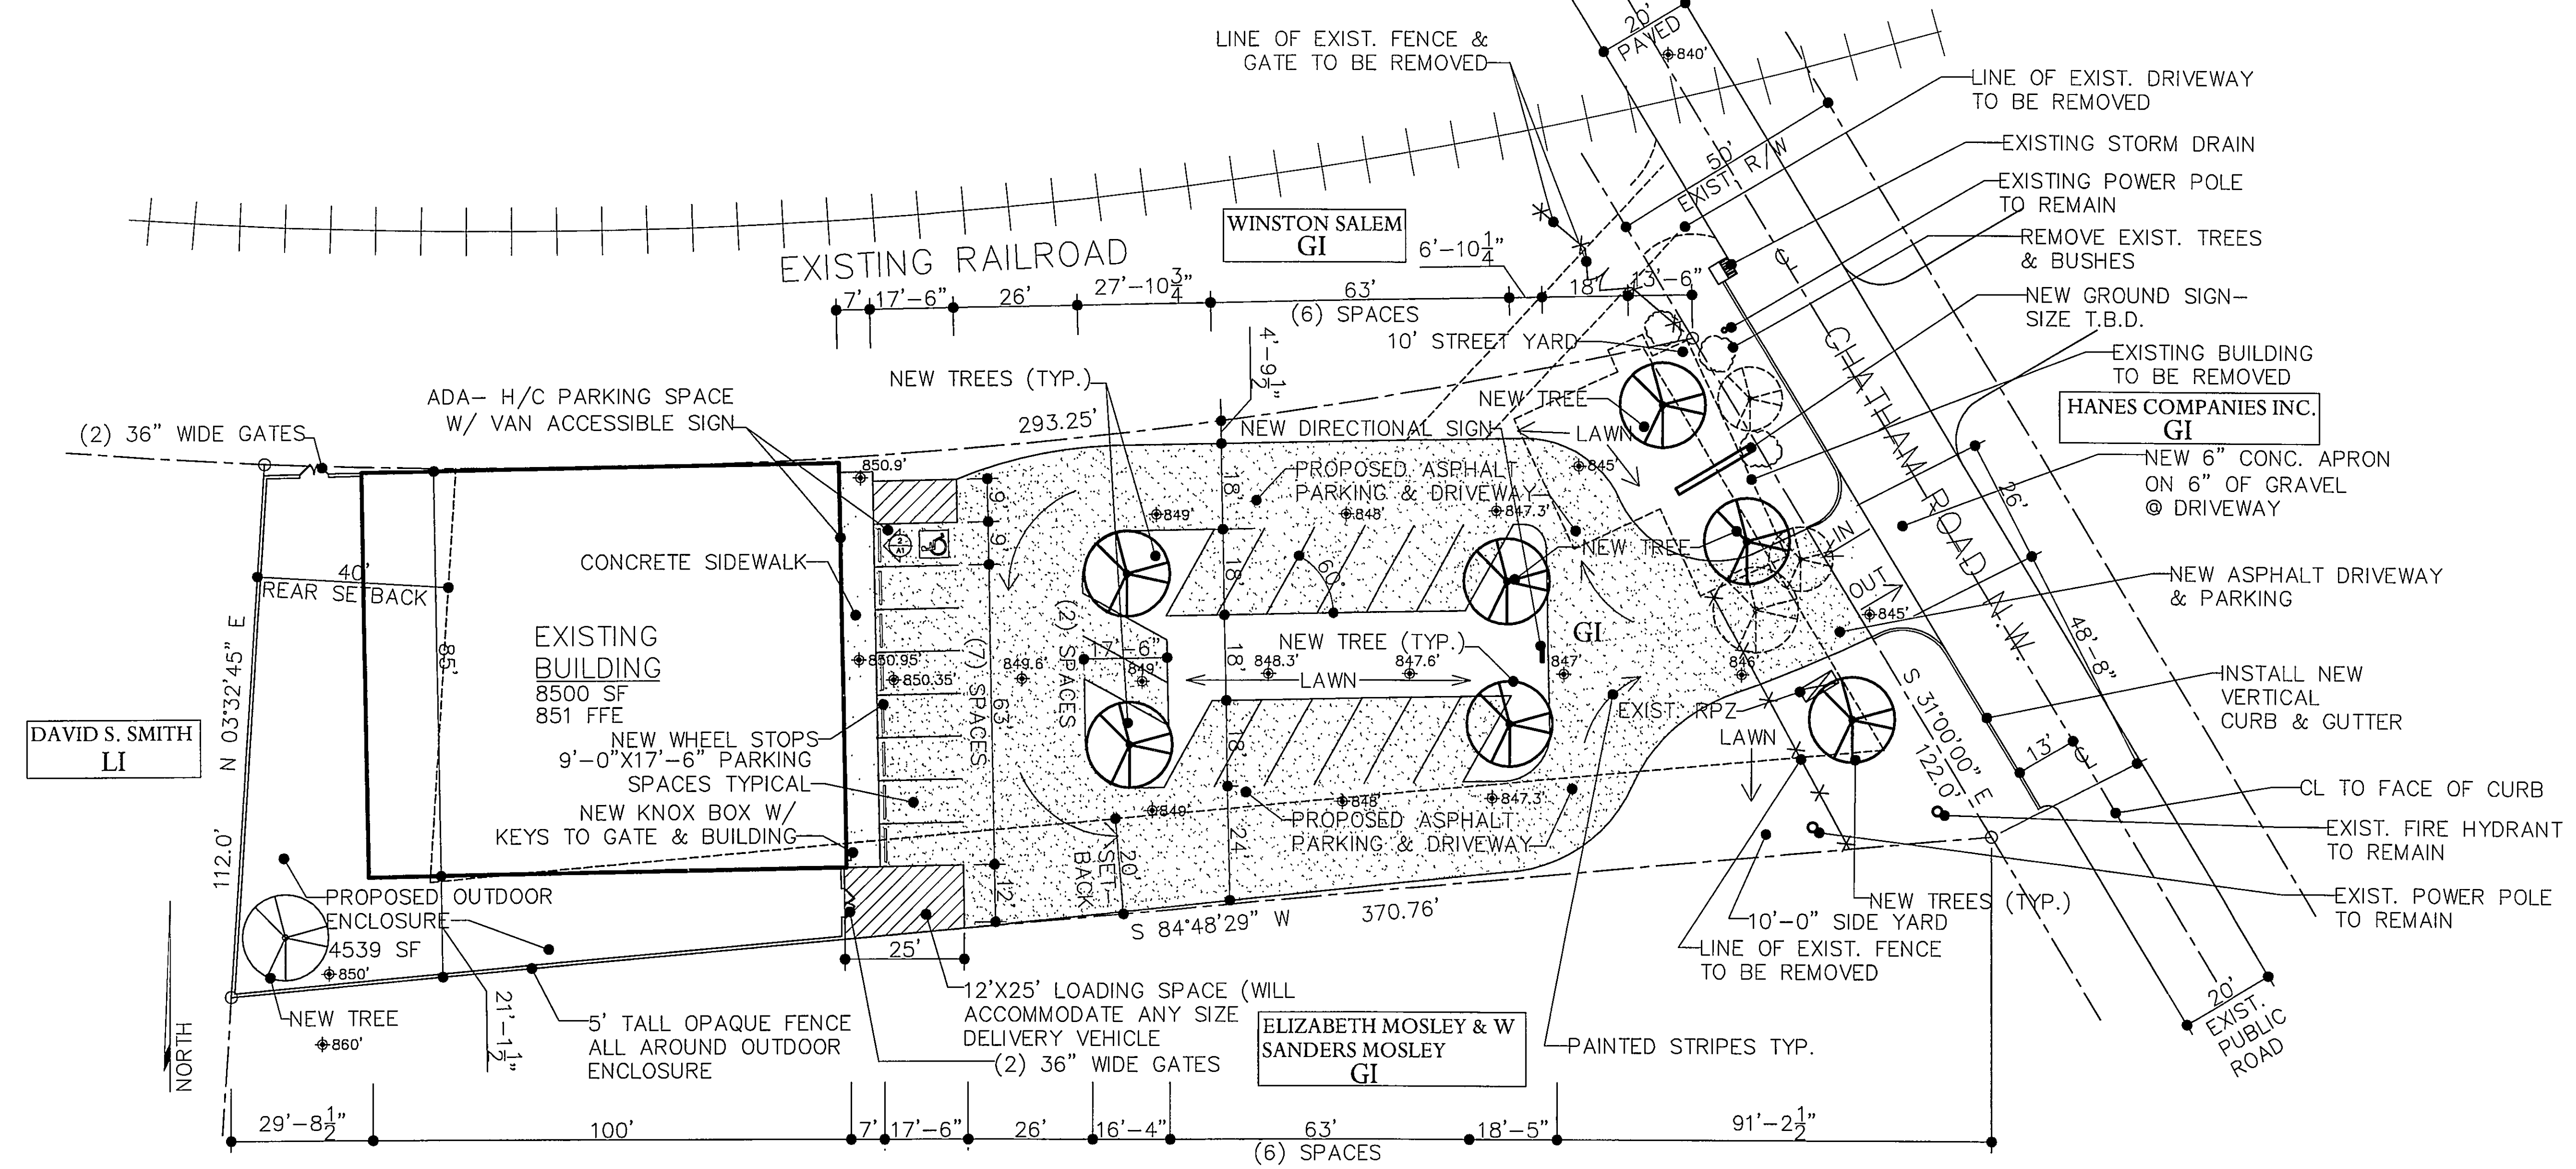 20'
PAVED
840'
LINE OF EXIST. FENCE &
GATE TO BE REMOVED
LINE OF EXIST. DRIVEWAY
TO BE REMOVED
EXISTING STORM DRAIN
EXISTING POWER POLE
TO REMAIN
REMOVE EXIST. TREES
& BUSHES
NEW GROUND SIGN-
SIZE T.B.D.
EXISTING BUILDING
TO BE REMOVED
HANES COMPANIES INC.
GI
NEW 6" CONC. APRON
ON 6" OF GRAVEL
@ DRIVEWAY
NEW ASPHALT DRIVEWAY
& PARKING
INSTALL NEW
VERTICAL
CURB & GUTTER
CL TO FACE OF CURB
EXIST. FIRE HYDRANT
TO REMAIN
EXIST. POWER POLE
TO REMAIN
50'
EXIST R/W
CL
CHATHAM ROAD N.W.
26'
48'-8"
13'
CL
20'
EXIST.
PUBLIC
ROAD
EXISTING RAILROAD
WINSTON SALEM
GI
7'
17'-6"
26'
27'-10 3/4"
63'
(6) SPACES
6'-10 1/4"
18'
13'-6"
10' STREET YARD
4'-9 1/2"
NEW TREES (TYP.)
NEW TREE
293.25'
NEW DIRECTIONAL SIGN
LAWN
ADA- H/C PARKING SPACE
W/ VAN ACCESSIBLE SIGN
(2) 36" WIDE GATES
850.9'
PROPOSED ASPHALT
PARKING & DRIVEWAY
845'
849'
848'
847.3'
9'
9'
18'
2
A1
NEW TREE
IN
OUT
845'
CONCRETE SIDEWALK
40'
REAR SETBACK
60°
18'
N 03°32'45" E
112.0'
85'
EXISTING
BUILDING
8500 SF
851 FFE
850.95'
850.35'
(7) SPACES
63'
849.6'
(2) SPACES
17'-6"
849'
18'
848.3'
847.6'
LAWN
NEW TREE (TYP.)
GI
847'
846'
EXIST RPZ
LAWN
S 31°00'00" E
122.0'
DAVID S. SMITH
LI
NEW WHEEL STOPS
9'-0"X17'-6" PARKING
SPACES TYPICAL
NEW KNOX BOX W/
KEYS TO GATE & BUILDING
18'
849'
848'
847.3'
PROPOSED ASPHALT
PARKING & DRIVEWAY
24'
20'
SET-
BACK
12'
PROPOSED OUTDOOR
ENCLOSURE
4539 SF
850'
NEW TREE
860'
NORTH
21'-1 1/2"
25'
S 84°48'29" W
370.76'
NEW TREES (TYP.)
10'-0" SIDE YARD
LINE OF EXIST. FENCE
TO BE REMOVED
5' TALL OPAQUE FENCE
ALL AROUND OUTDOOR
ENCLOSURE
12'X25' LOADING SPACE (WILL
ACCOMMODATE ANY SIZE
DELIVERY VEHICLE
(2) 36" WIDE GATES
ELIZABETH MOSLEY & W
SANDERS MOSLEY
GI
PAINTED STRIPES TYP.
29'-8 1/2"
100'
7'
17'-6"
26'
16'-4"
63'
(6) SPACES
18'-5"
91'-2 1/2"